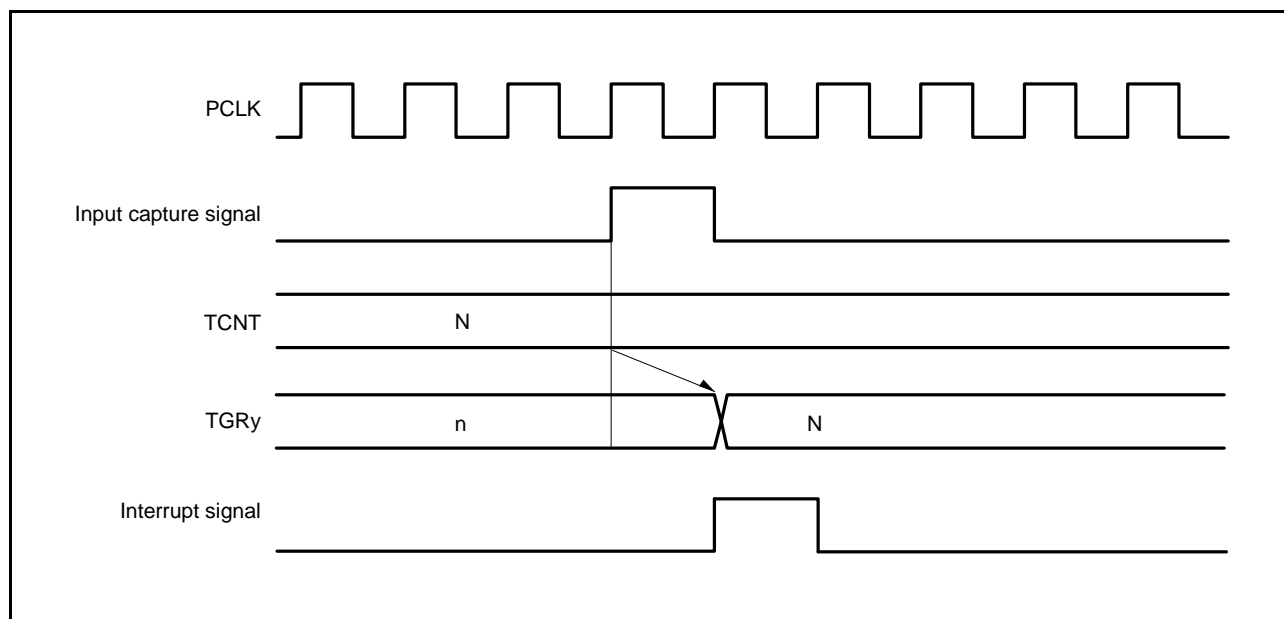 PCLK
Input capture signal
TCNT
N
TGRy
n
N
Interrupt signal